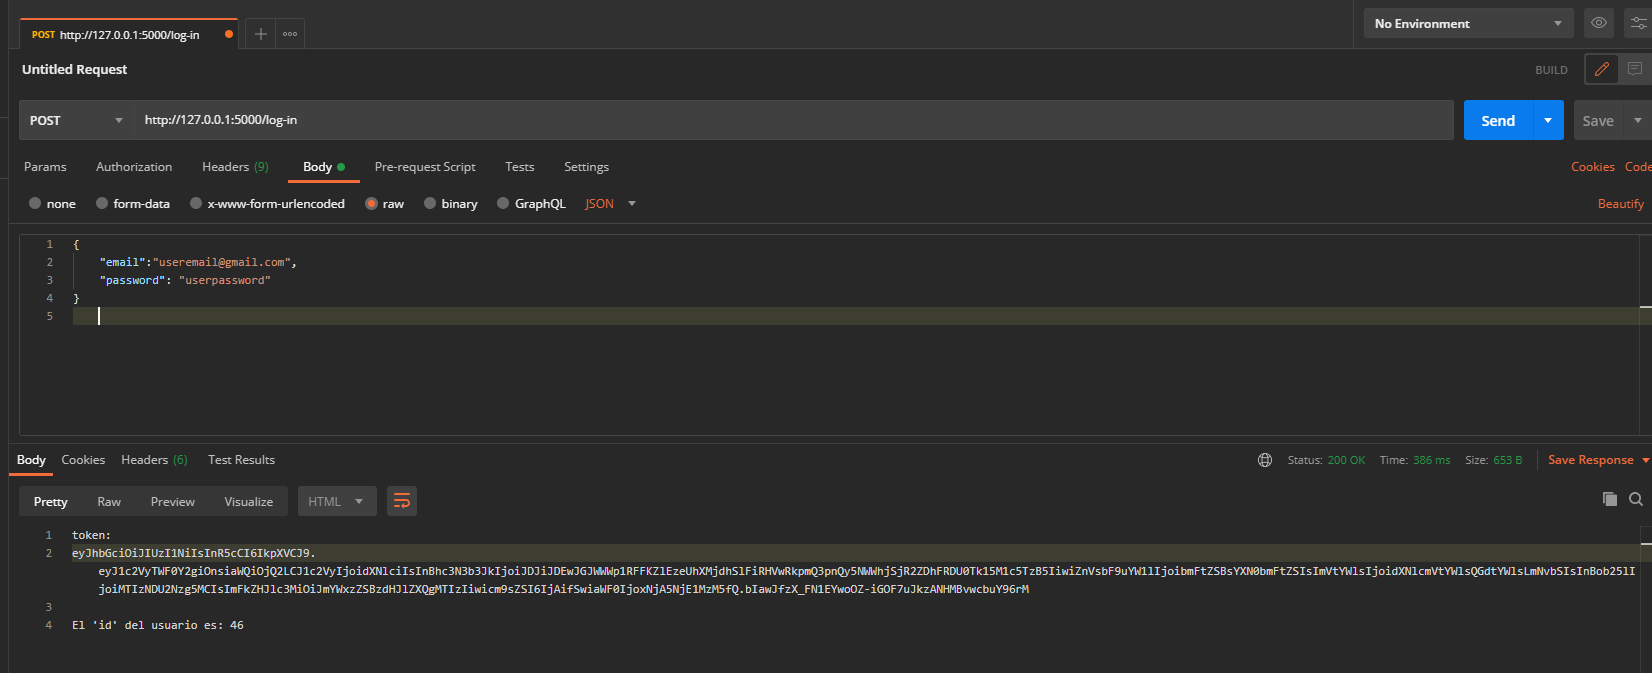 POST http://127.0.0.1:5000/log-in
No Environment
Untitled Request
BUILD
POST http://127.0.0.1:5000/log-in Send Save
Params Authorization Headers (9) Body Pre-request Script Tests Settings Cookies Code
none form-data x-www-form-urlencoded raw binary GraphQL JSON Beautify
1 {
2 "email":"useremail@gmail.com",
3 "password": "userpassword"
4 }
5
Body Cookies Headers (6) Test Results Status: 200 OK Time: 386 ms Size: 653 B Save Response
Pretty Raw Preview Visualize HTML
1 token:
2 eyJhbGciOiJIUzI1NiIsInR5cCI6IkpXVCJ9.
3
4 El 'id' del usuario es: 46